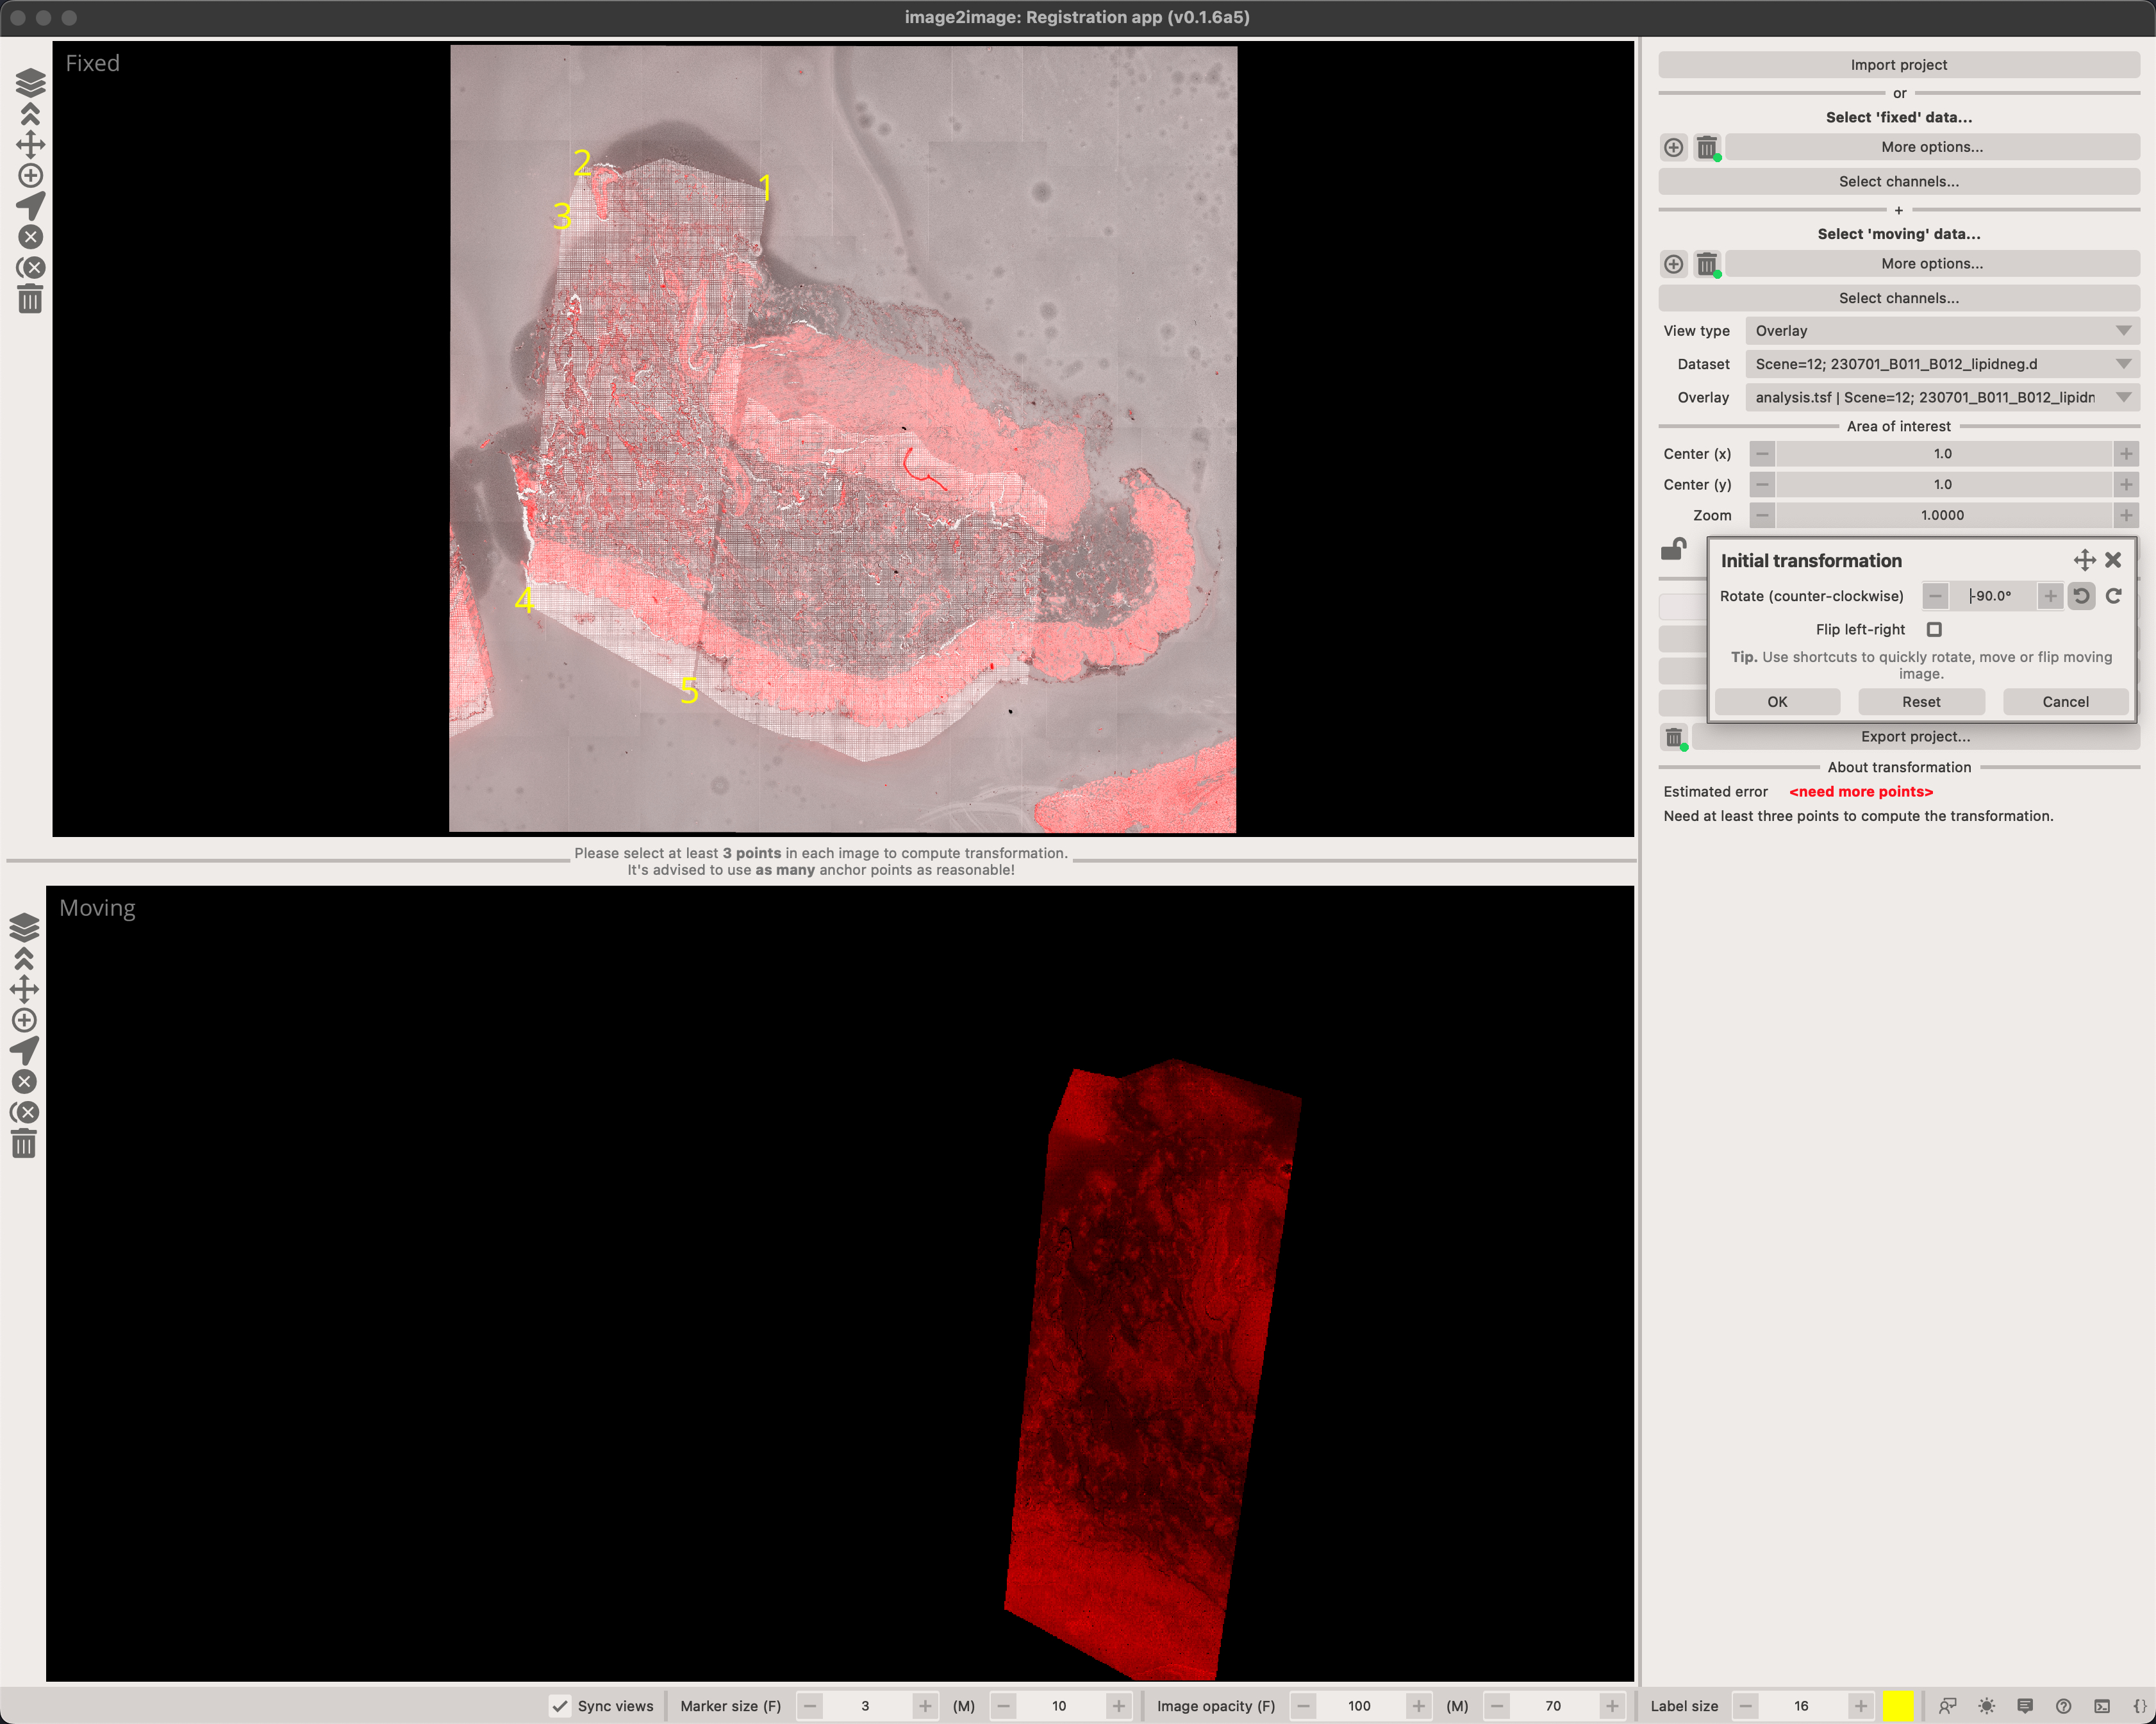 image2image: Registration app (v0.1.6a5)
Fixed
2
1
3
4
5
Please select at least 3 points in each image to compute transformation.
It's advised to use as many anchor points as reasonable!
Moving
Import project
or
Select 'fixed' data...
More options...
Select channels...
+
Select 'moving' data...
More options...
Select channels...
View type Overlay
Dataset Scene=12; 230701_B011_B012_lipidneg.d
Overlay analysis.tsf | Scene=12; 230701_B011_B012_lipidn
Area of interest
Center (x) 1.0
Center (y) 1.0
Zoom 1.0000
Initial transformation
Rotate (counter-clockwise) -90.0°
Flip left-right
Tip. Use shortcuts to quickly rotate, move or flip moving
image.
OK Reset Cancel
Export project...
About transformation
Estimated error <need more points>
Need at least three points to compute the transformation.
Sync views Marker size (F) 3 (M) 10 Image opacity (F) 100 (M) 70 Label size 16